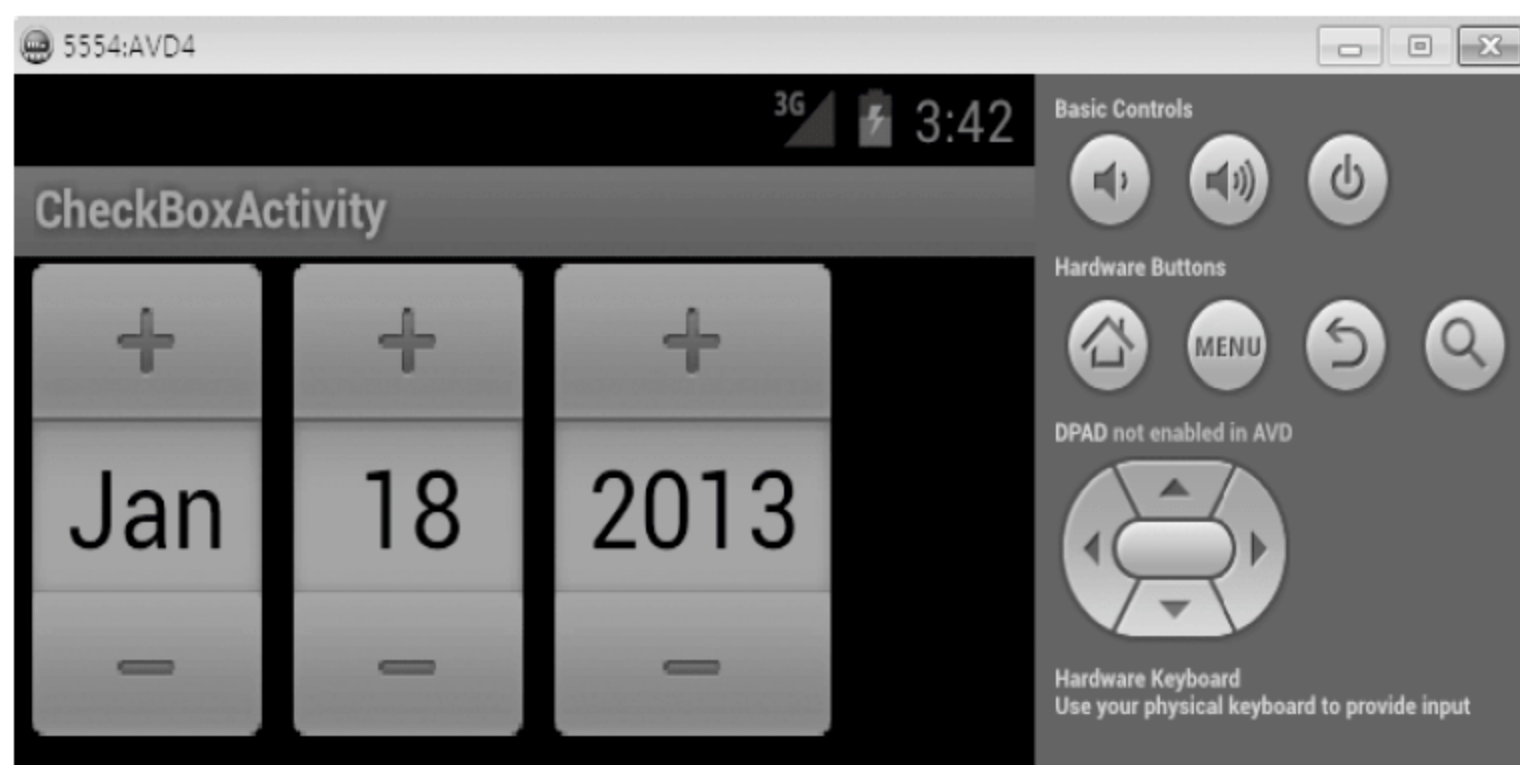 5554:AVD4
3G 3:42
CheckBoxActivity
Jan 18 2013
Basic Controls
Hardware Buttons
MENU
DPAD not enabled in AVD
Hardware Keyboard
Use your physical keyboard to provide input